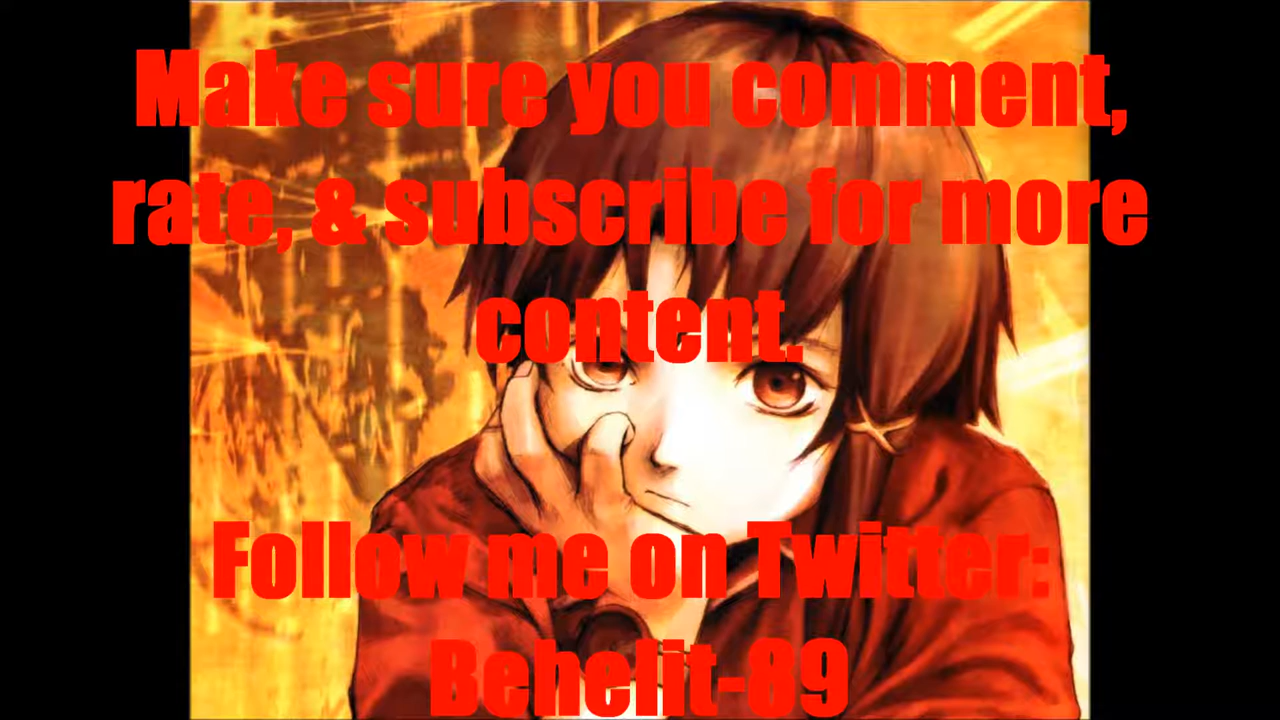 Make sure you comment,
rate, & subscribe for more
content.
Follow me on Twitter:
Behelit-89